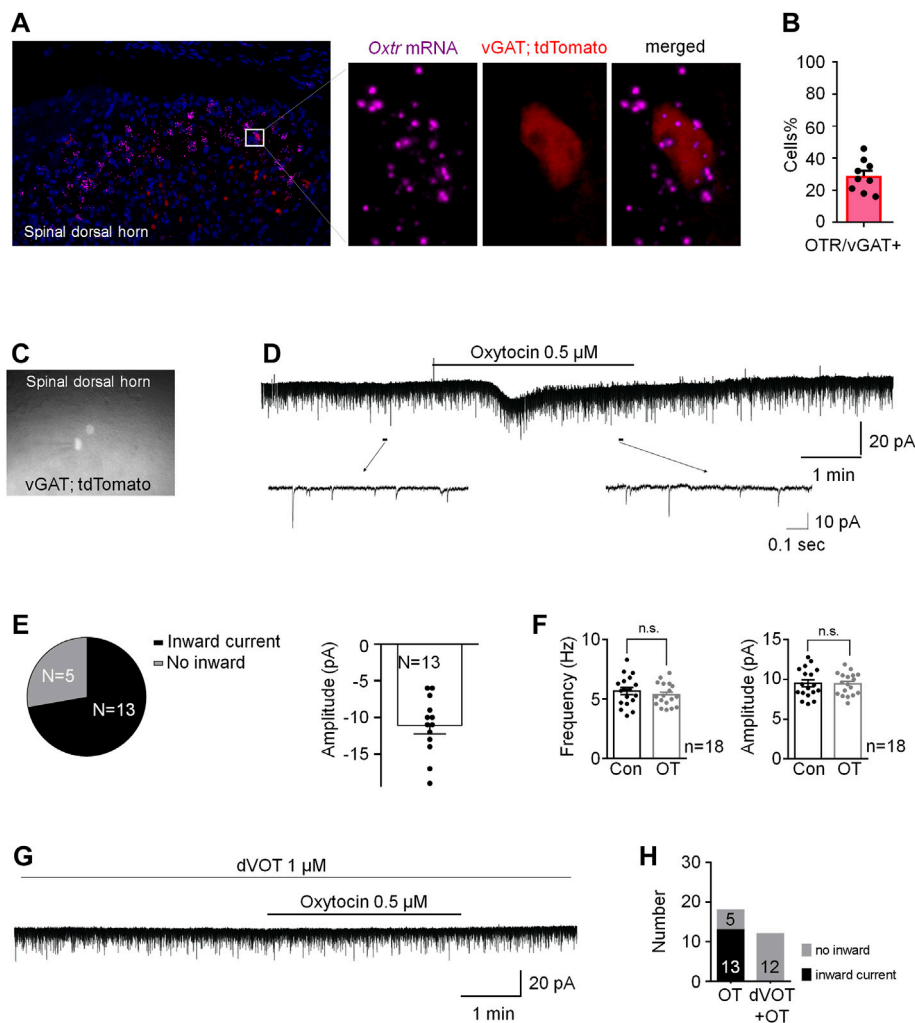 A
Oxtr mRNA
vGAT; tdTomato
merged
Spinal dorsal horn
B
Cells%
100
80
60
40
20
0
OTR/vGAT+
C
Spinal dorsal horn
vGAT; tdTomato
D
Oxytocin 0.5 µM
20 pA
1 min
10 pA
0.1 sec
E
Inward current
No inward
N=5
N=13
Amplitude (pA)
0
-5
-10
-15
N=13
F
Frequency (Hz)
10
5
0
n.s.
Con
OT
n=18
Amplitude (pA)
15
10
5
0
n.s.
Con
OT
n=18
G
dVOT 1 µM
Oxytocin 0.5 µM
20 pA
1 min
H
Number
30
20
10
0
5
13
12
OT
dVOT
+OT
no inward
inward current